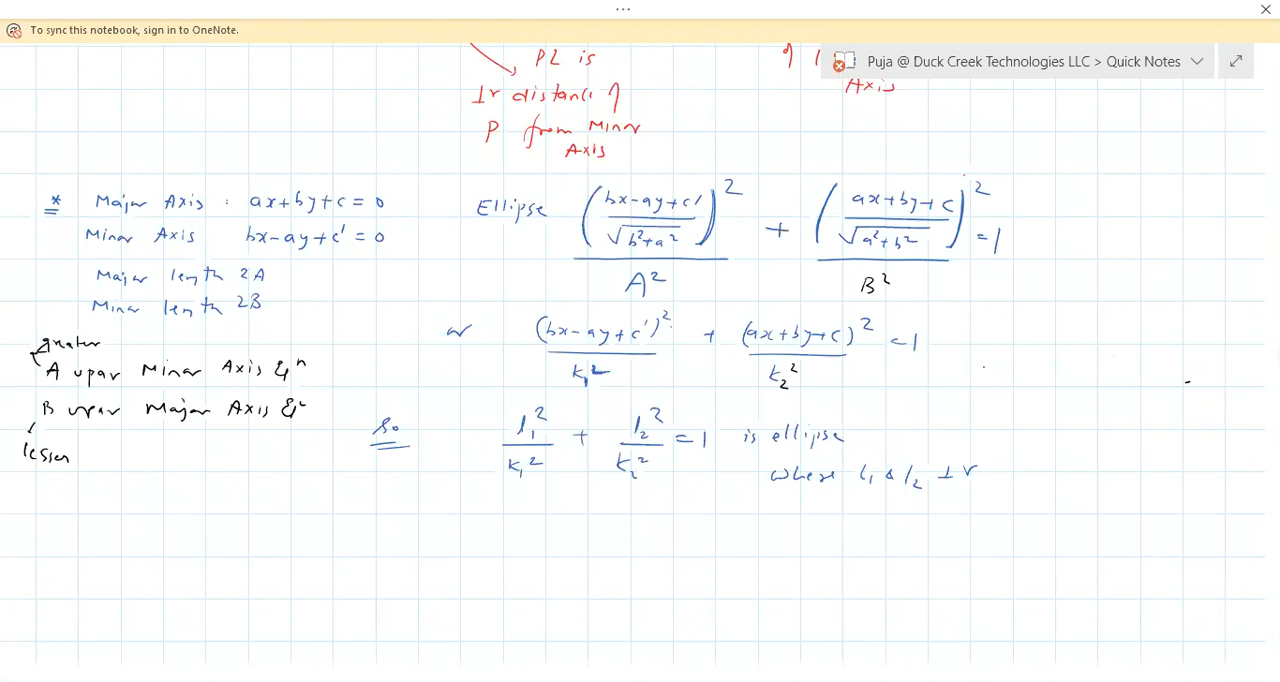 To sync this notebook, sign in to OneNote.
Puja @ Duck Creek Technologies LLC > Quick Notes
PL is
⊥r distance of
P from Minor
Axis
Axis
* Major Axis : ax+by+c=0
Minor Axis bx-ay+c'=0
Major length 2A
Minor length 2B
Ellipse ((bx-ay+c')/√(b²+a²))²/A² + ((ax+by+c)/√(a²+b²))²/B² = 1
or (bx-ay+c')²/k₁² + (ax+by+c)²/k₂² = 1
greater
A upar Minor Axis Eqⁿ
B upar Major Axis Eqⁿ
lesser
So l₁²/k₁² + l₂²/k₂² = 1 is ellipse
where l₁ & l₂ ⊥r